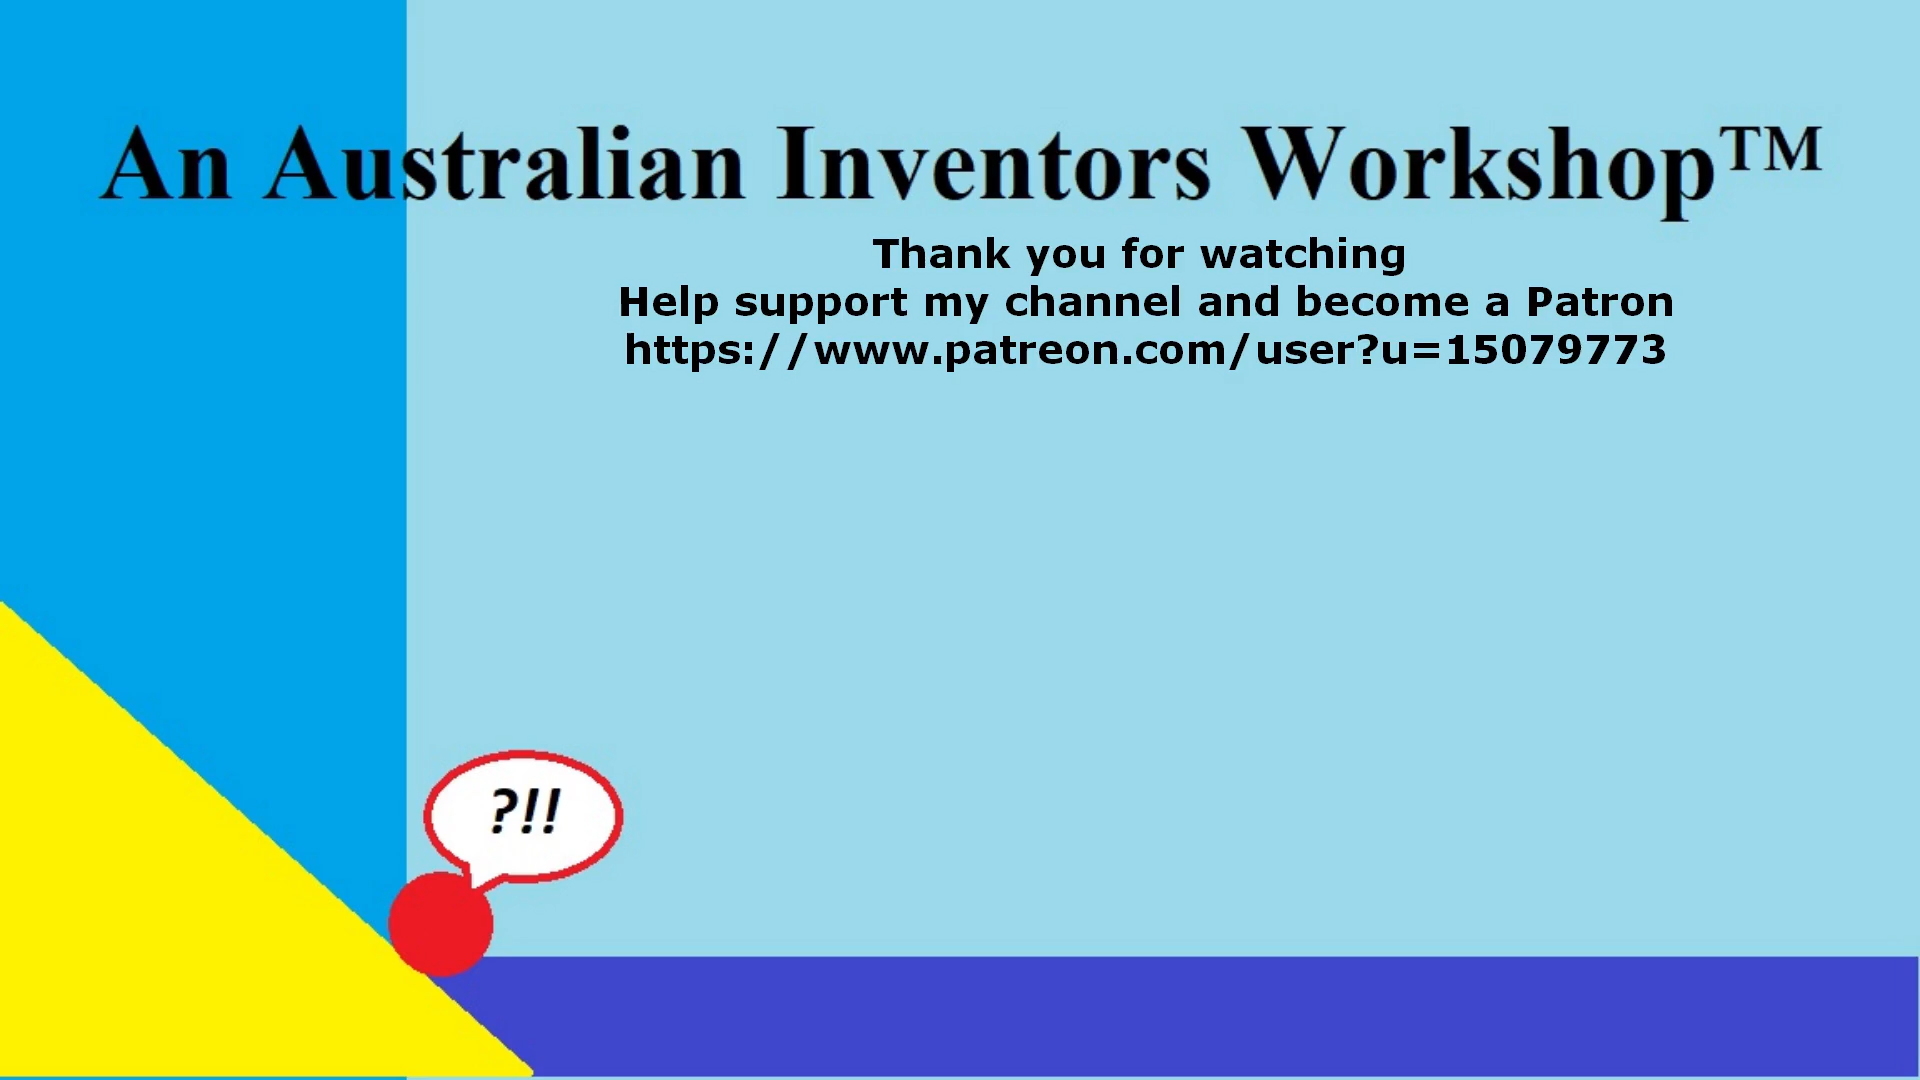 An Australian Inventors Workshop™
Thank you for watching
Help support my channel and become a Patron
https://www.patreon.com/user?u=15079773
?!!